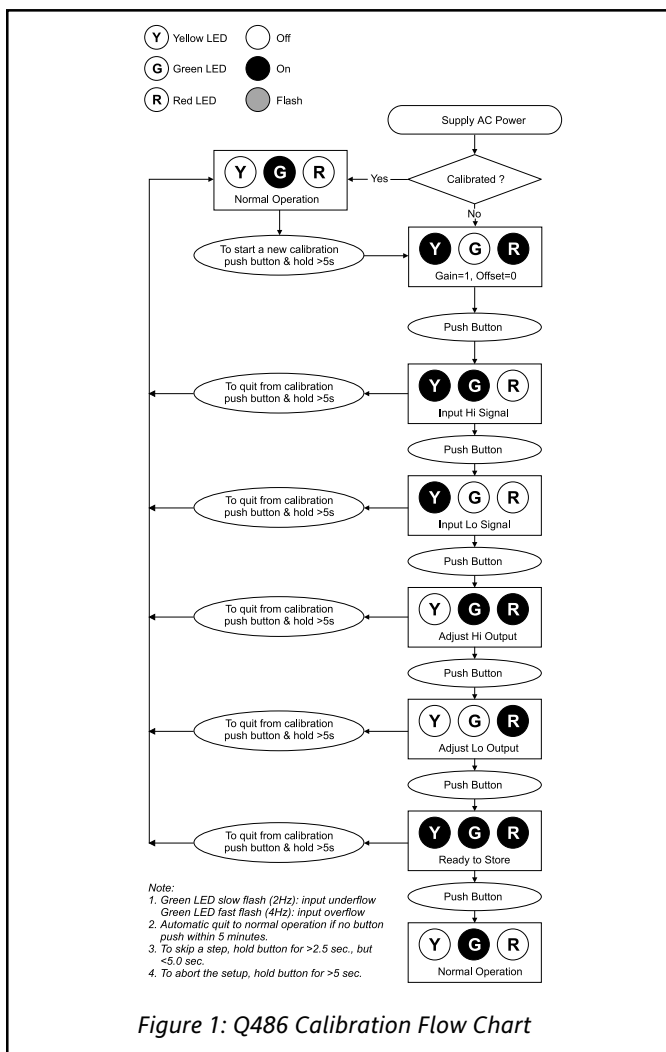 Y Yellow LED Off
G Green LED On
R Red LED Flash
Supply AC Power
Calibrated ?
Yes
No
Y G R
Normal Operation
To start a new calibration
push button & hold >5s
Y G R
Gain=1, Offset=0
Push Button
Y G R
Input Hi Signal
To quit from calibration
push button & hold >5s
Push Button
Y G R
Input Lo Signal
To quit from calibration
push button & hold >5s
Push Button
Y G R
Adjust Hi Output
To quit from calibration
push button & hold >5s
Push Button
Y G R
Adjust Lo Output
To quit from calibration
push button & hold >5s
Push Button
Y G R
Ready to Store
To quit from calibration
push button & hold >5s
Push Button
Y G R
Normal Operation
Note:
1. Green LED slow flash (2Hz): input underflow
Green LED fast flash (4Hz): input overflow
2. Automatic quit to normal operation if no button
push within 5 minutes.
3. To skip a step, hold button for >2.5 sec., but
<5.0 sec.
4. To abort the setup, hold button for >5 sec.
Figure 1: Q486 Calibration Flow Chart